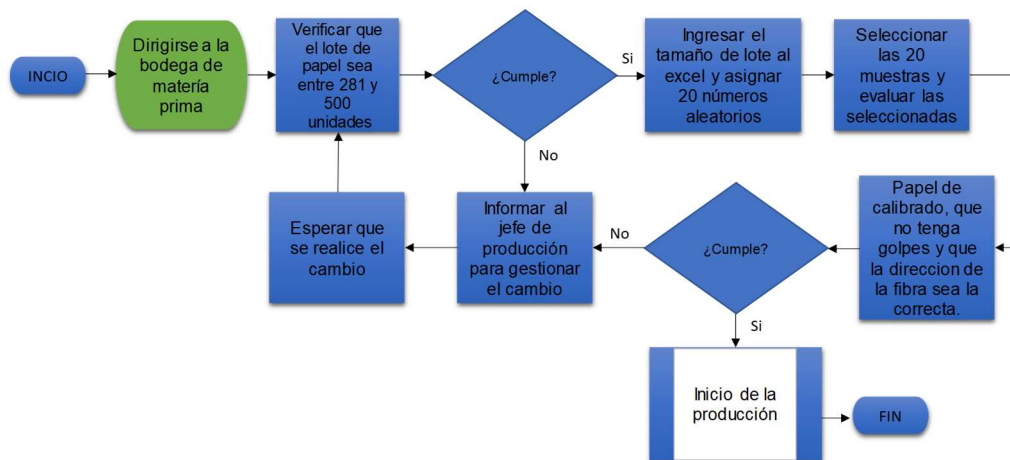 INCIO
Dirigirse a la
bodega de
matería
prima
Verificar que
el lote de
papel sea
entre 281 y
500
unidades
¿Cumple?
Si
No
Ingresar el
tamaño de lote al
excel y asignar
20 números
aleatorios
Seleccionar
las 20
muestras y
evaluar las
seleccionadas
Papel de
calibrado, que
no tenga
golpes y que
la direccion de
la fibra sea la
correcta.
¿Cumple?
No
Si
Informar al
jefe de
producción
para gestionar
el cambio
Esperar que
se realice el
cambio
Inicio de la
producción
FIN